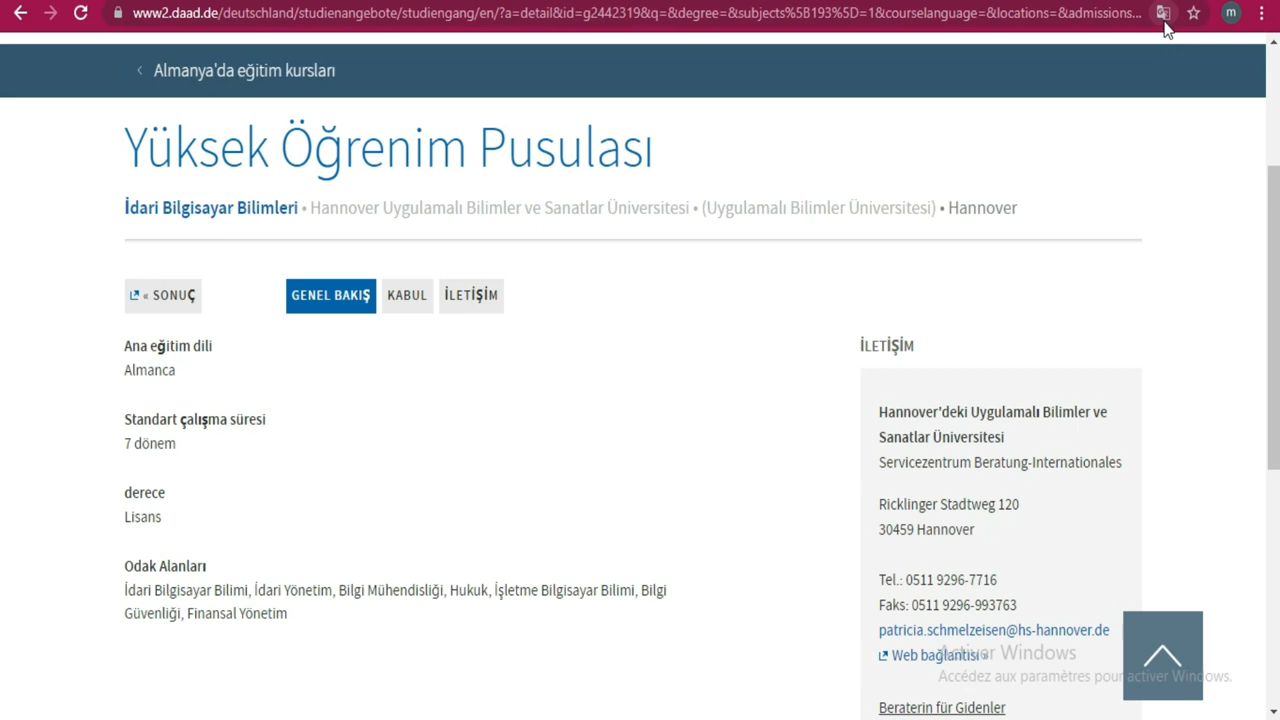 www2.daad.de/deutschland/studienangebote/studiengang/en/?a=detail&id=g2442319&q=&degree=&subjects%5B193%5D=1&courselanguage=&locations=&admissions...
m
Almanya'da eğitim kursları
Yüksek Öğrenim Pusulası
İdari Bilgisayar Bilimleri • Hannover Uygulamalı Bilimler ve Sanatlar Üniversitesi • (Uygulamalı Bilimler Üniversitesi) • Hannover
« SONUÇ
GENEL BAKIŞ
KABUL
İLETİŞİM
Ana eğitim dili
Almanca
Standart çalışma süresi
7 dönem
derece
Lisans
Odak Alanları
İdari Bilgisayar Bilimi, İdari Yönetim, Bilgi Mühendisliği, Hukuk, İşletme Bilgisayar Bilimi, Bilgi
Güvenliği, Finansal Yönetim
İLETİŞİM
Hannover'deki Uygulamalı Bilimler ve
Sanatlar Üniversitesi
Servicezentrum Beratung-Internationales
Ricklinger Stadtweg 120
30459 Hannover
Tel.: 0511 9296-7716
Faks: 0511 9296-993763
patricia.schmelzeisen@hs-hannover.de
Web bağlantısı »
Activer Windows
Accédez aux paramètres pour activer Windows.
Beraterin für Gidenler